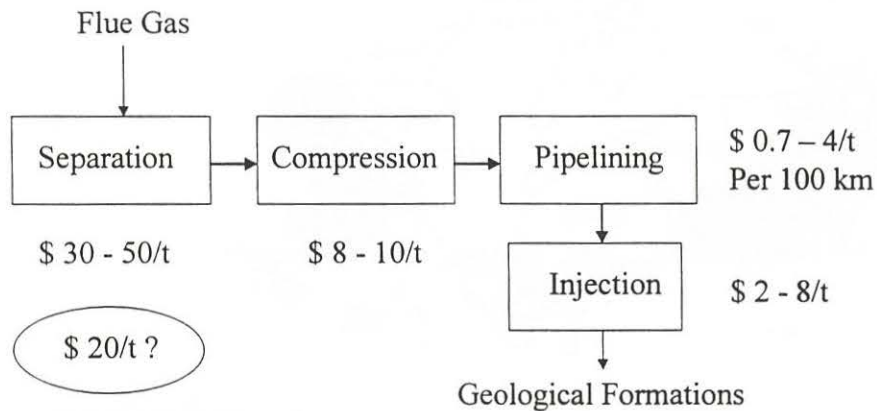 Flue Gas
Separation
Compression
Pipelining
$ 0.7 – 4/t
Per 100 km
$ 30 - 50/t
$ 8 - 10/t
Injection
$ 2 - 8/t
$ 20/t ?
Geological Formations